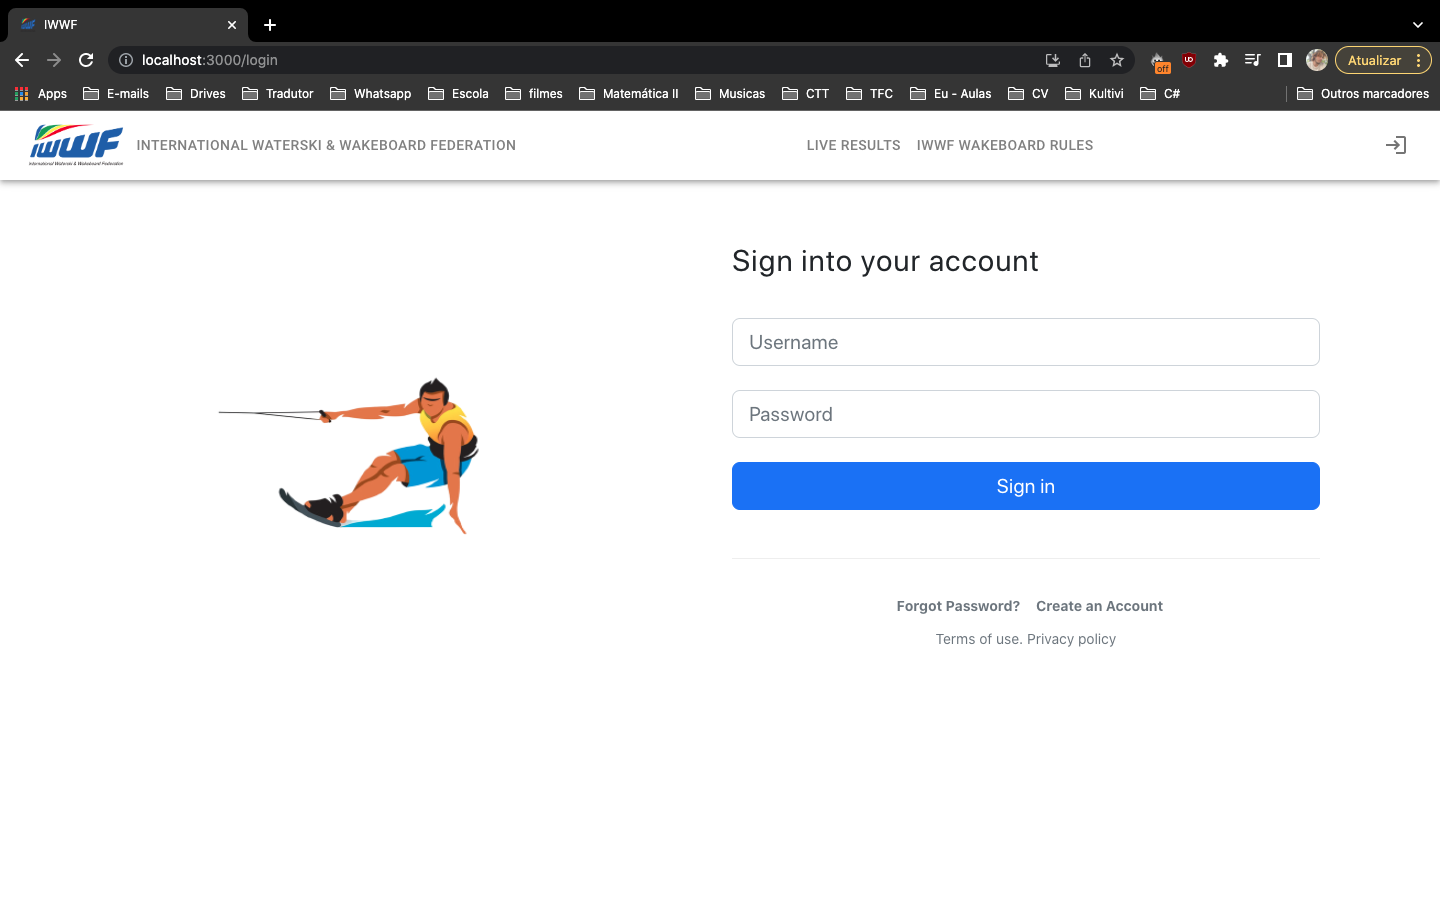 IWWF
localhost:3000/login
off
UD
Atualizar
Apps E-mails Drives Tradutor Whatsapp Escola filmes Matemática II Musicas CTT TFC Eu - Aulas CV Kultivi C# Outros marcadores
iWWF
International Waterski & Wakeboard Federation
INTERNATIONAL WATERSKI & WAKEBOARD FEDERATION LIVE RESULTS IWWF WAKEBOARD RULES
Sign into your account
Username
Password
Sign in
Forgot Password? Create an Account
Terms of use. Privacy policy